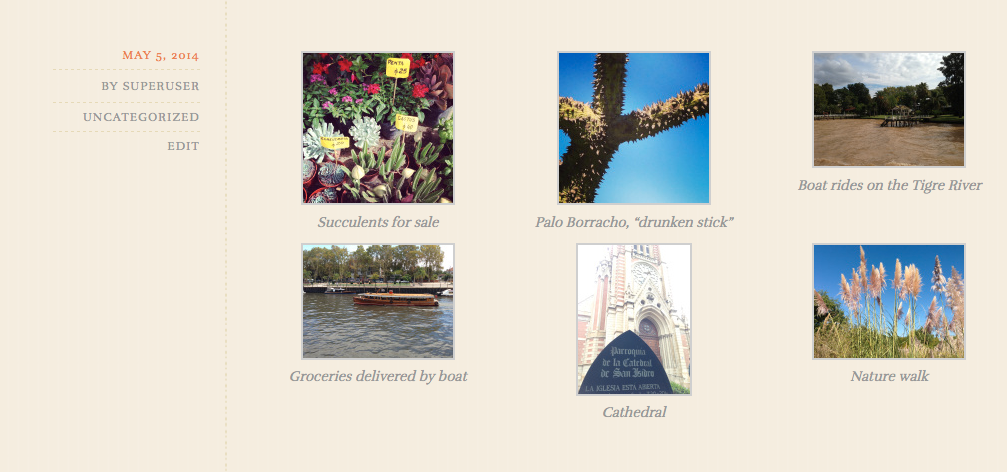 MAY 5, 2014
BY SUPERUSER
UNCATEGORIZED
EDIT
PENTA
$25
$40
Succulents for sale
Palo Borracho, “drunken stick”
Boat rides on the Tigre River
Groceries delivered by boat
Parroquia
de la Catedral
de San Isidro
LA IGLESIA ESTA ABIERTA
Cathedral
Nature walk